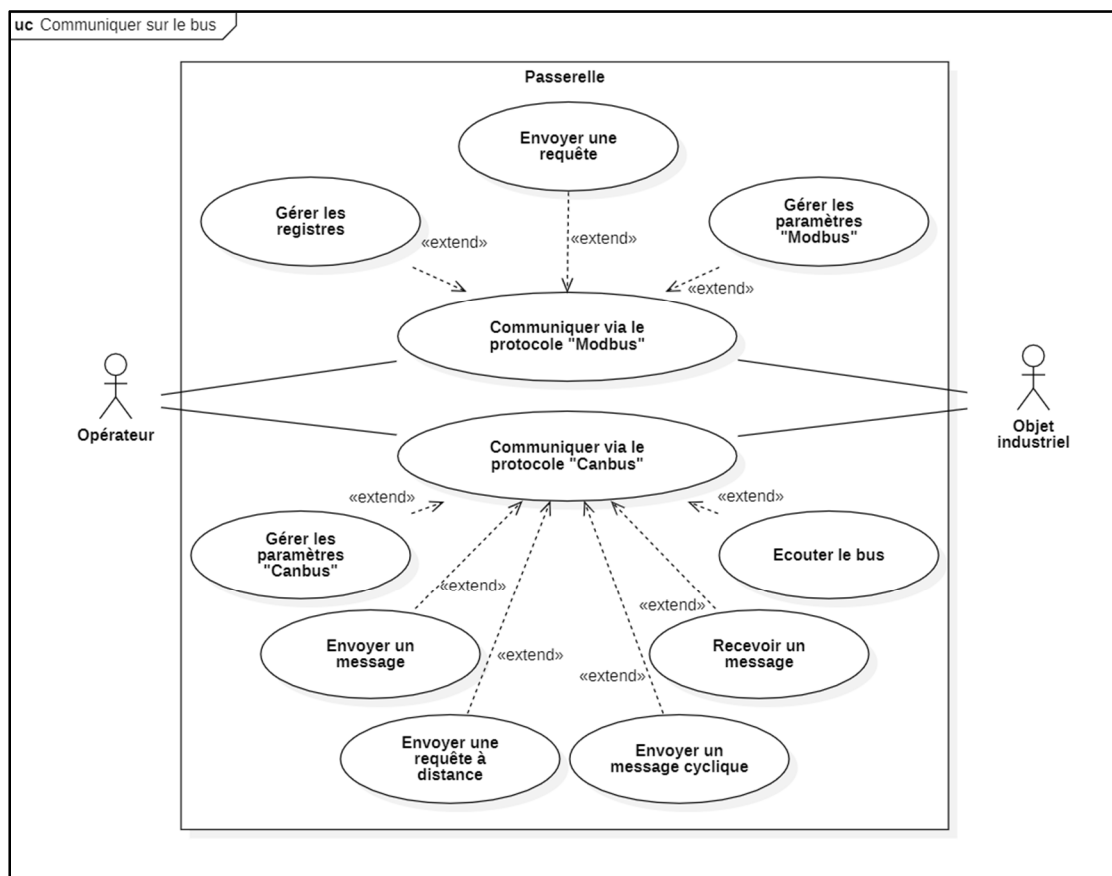 uc Communiquer sur le bus
Passerelle
Envoyer une
requête
Gérer les
registres
Gérer les
paramètres
"Modbus"
«extend»
«extend»
«extend»
Communiquer via le
protocole "Modbus"
Opérateur
Objet
industriel
Communiquer via le
protocole "Canbus"
«extend»
«extend»
Gérer les
paramètres
"Canbus"
Ecouter le bus
«extend»
«extend»
Envoyer un
message
Recevoir un
message
«extend»
«extend»
Envoyer une
requête à
distance
Envoyer un
message cyclique